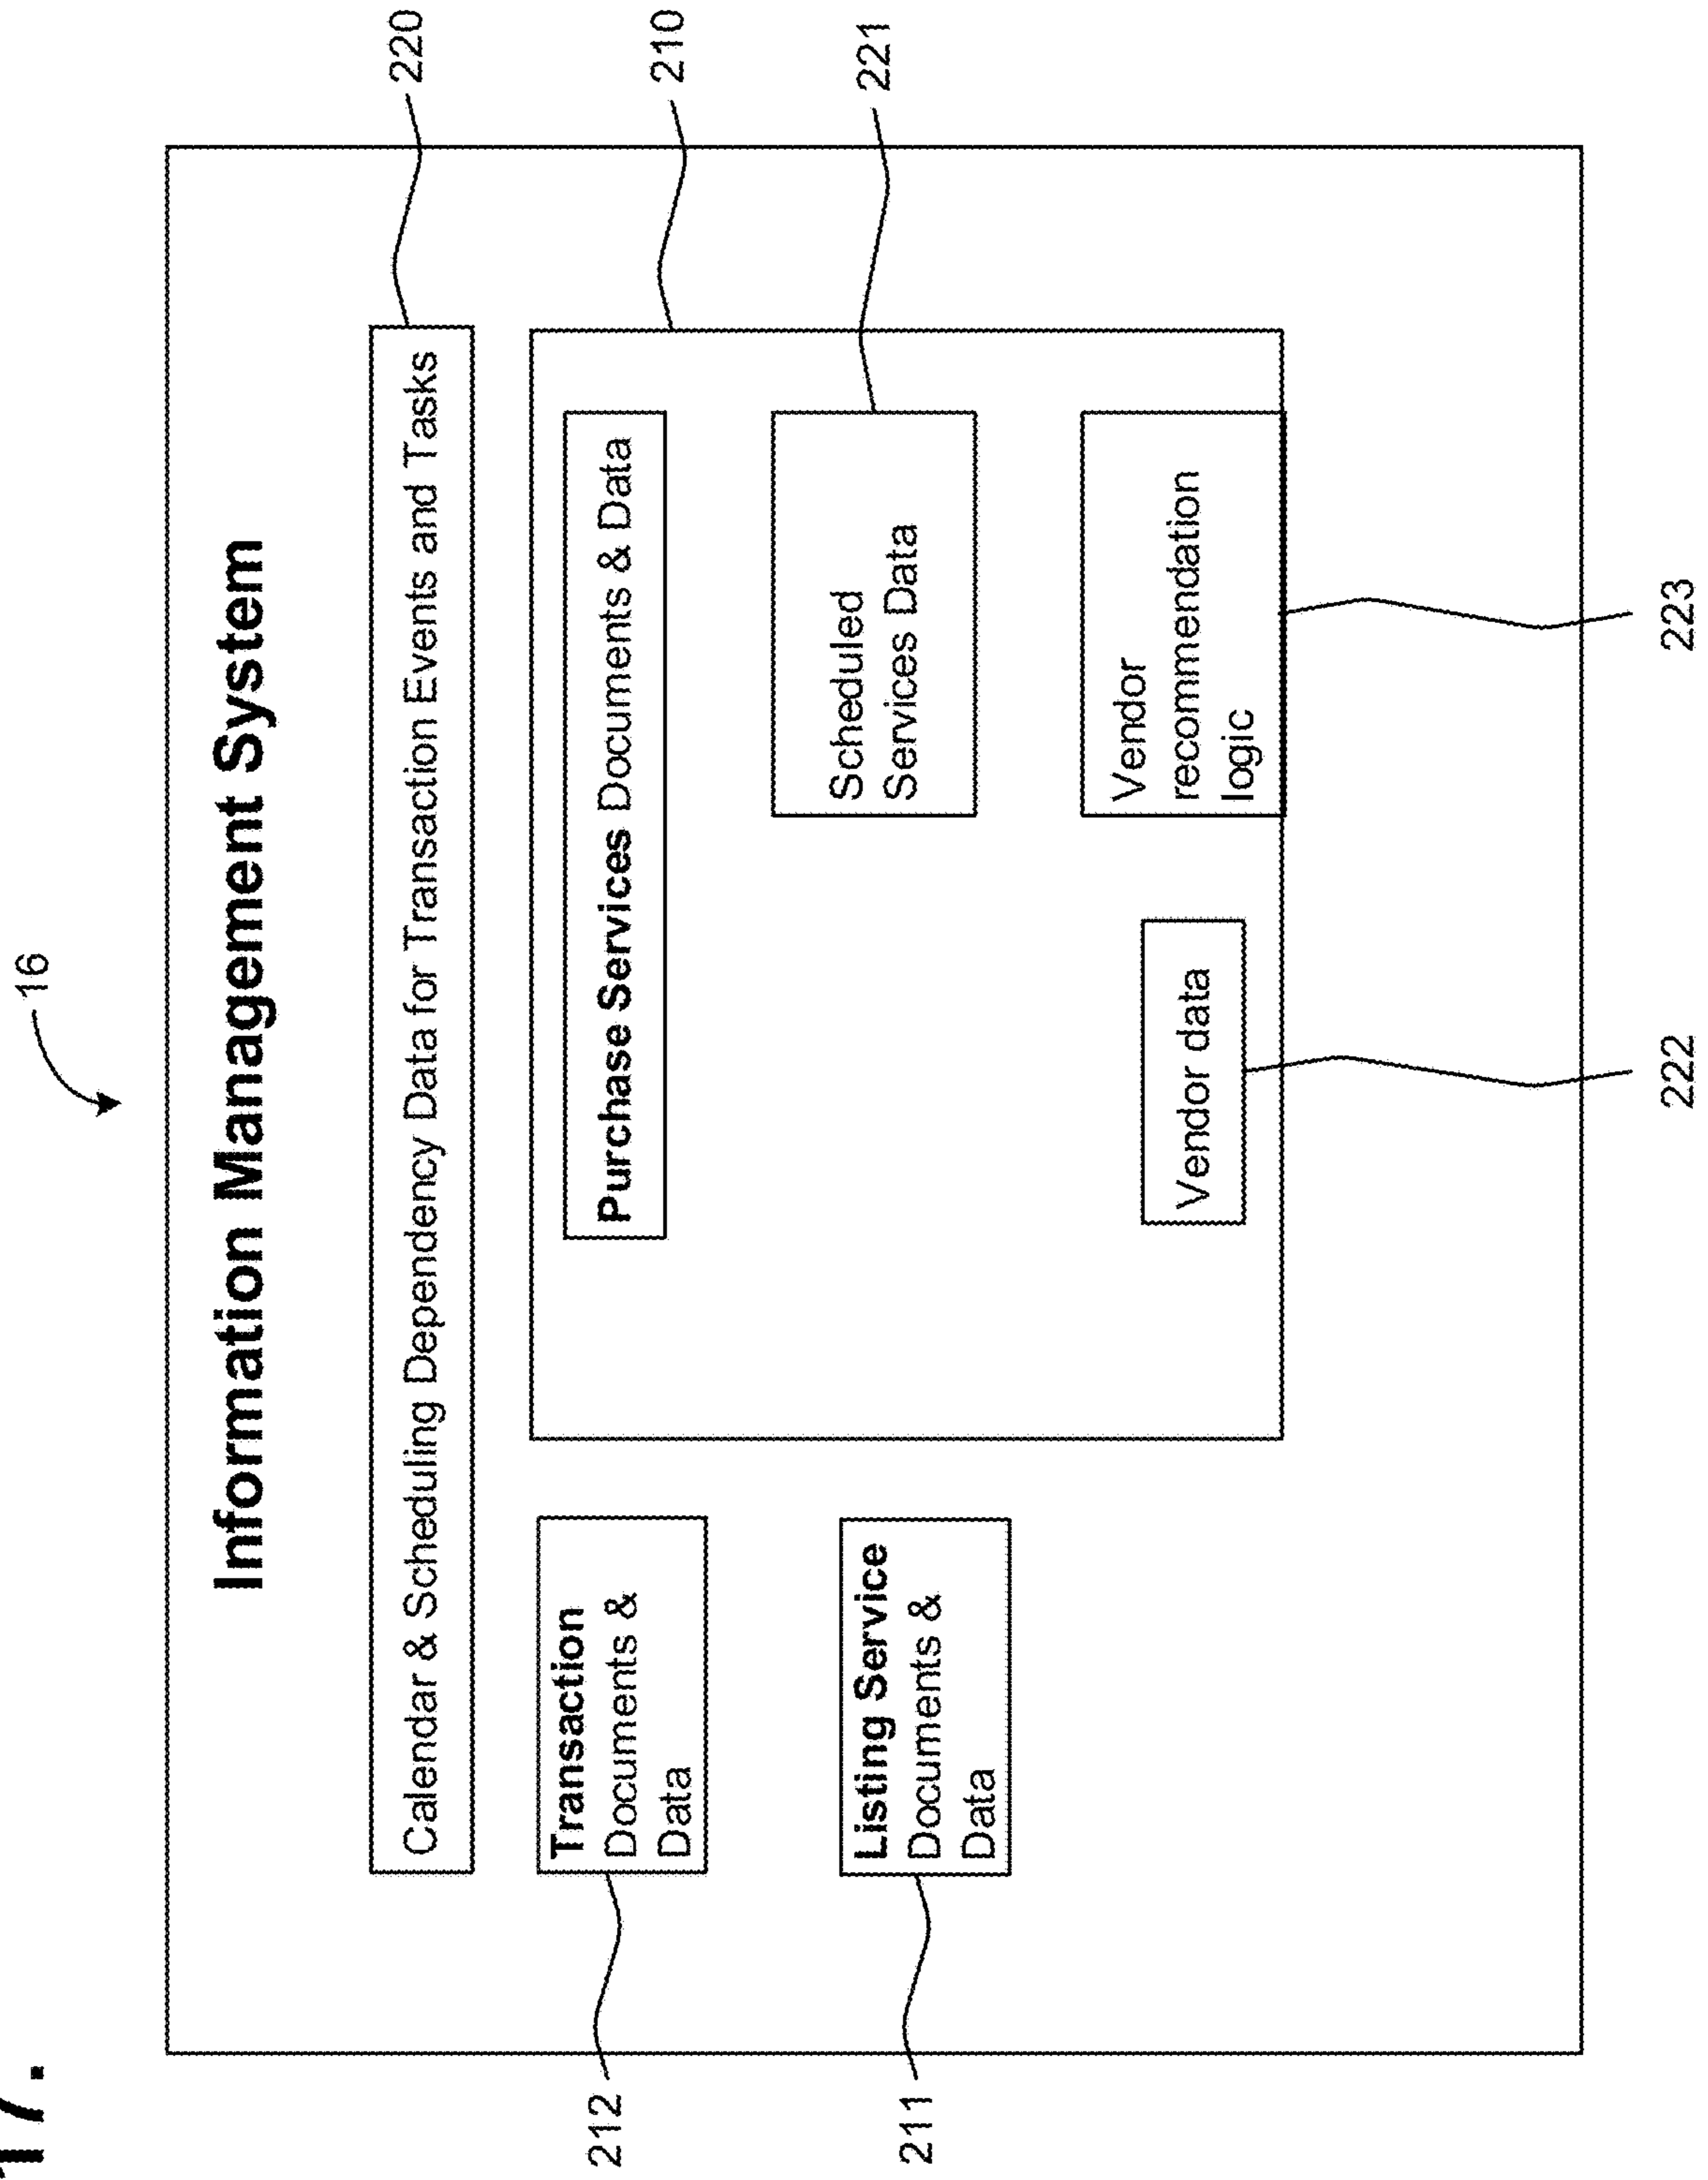 17.
16
Information Management System
Calendar & Scheduling Dependency Data for Transaction Events and Tasks
220
212
Transaction
Documents &
Data
210
Purchase Services Documents & Data
211
Listing Service
Documents &
Data
Scheduled
Services Data
221
Vendor data
Vendor
recommendation
logic
222
223